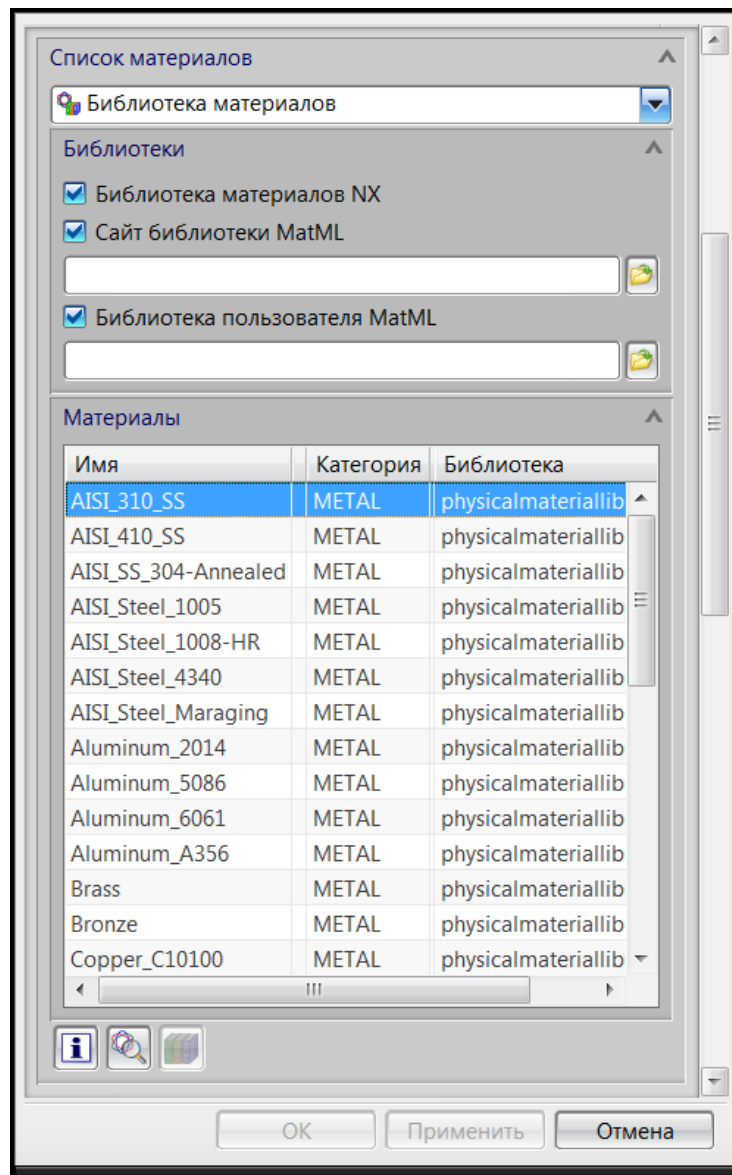 Список материалов
Библиотека материалов
Библиотеки
Библиотека материалов NX
Сайт библиотеки MatML
Библиотека пользователя MatML
Материалы
Имя Категория Библиотека
AISI_310_SS METAL physicalmateriallib
AISI_410_SS METAL physicalmateriallib
AISI_SS_304-Annealed METAL physicalmateriallib
AISI_Steel_1005 METAL physicalmateriallib
AISI_Steel_1008-HR METAL physicalmateriallib
AISI_Steel_4340 METAL physicalmateriallib
AISI_Steel_Maraging METAL physicalmateriallib
Aluminum_2014 METAL physicalmateriallib
Aluminum_5086 METAL physicalmateriallib
Aluminum_6061 METAL physicalmateriallib
Aluminum_A356 METAL physicalmateriallib
Brass METAL physicalmateriallib
Bronze METAL physicalmateriallib
Copper_C10100 METAL physicalmateriallib
ОК Применить Отмена